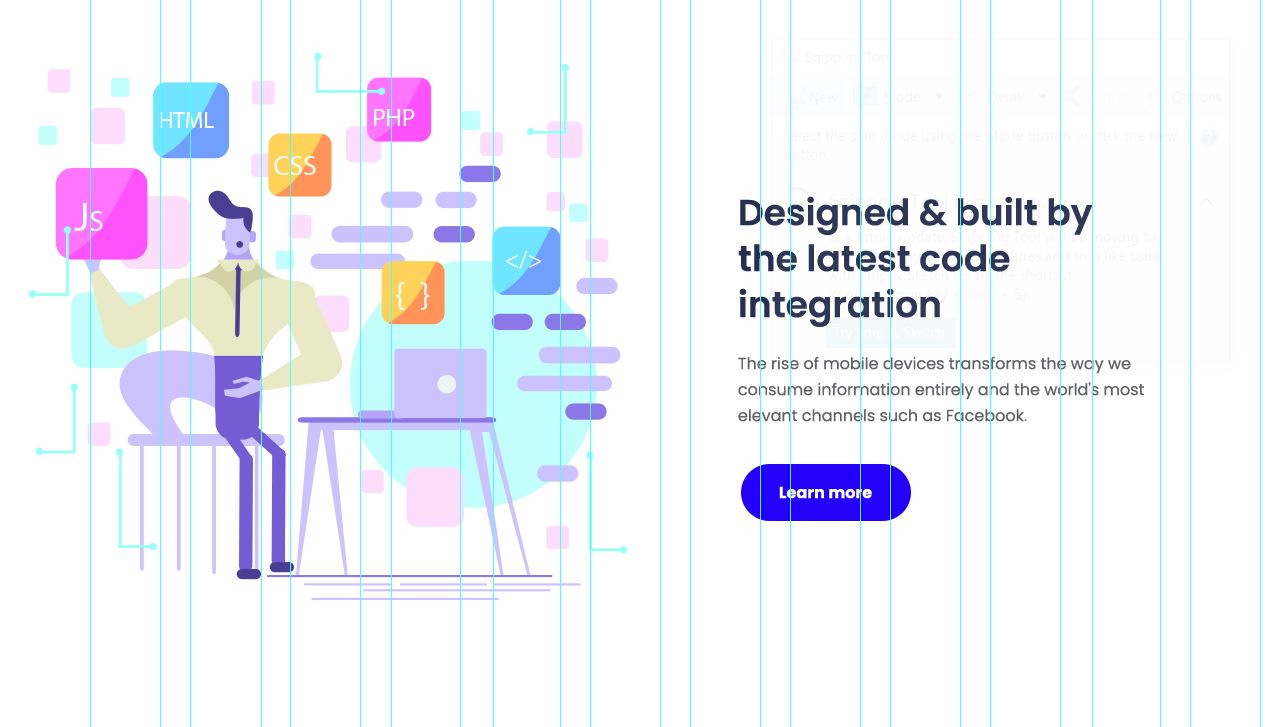 HTML
PHP
CSS
Js
</>
{ }
Snipping Tool
New
Mode
Delay
Options
Select the snip mode using the Mode button or click the New
button.
Designed & built by
the latest code
integration
The rise of mobile devices transforms the way we
consume information entirely and the world's most
elevant channels such as Facebook.
Learn more